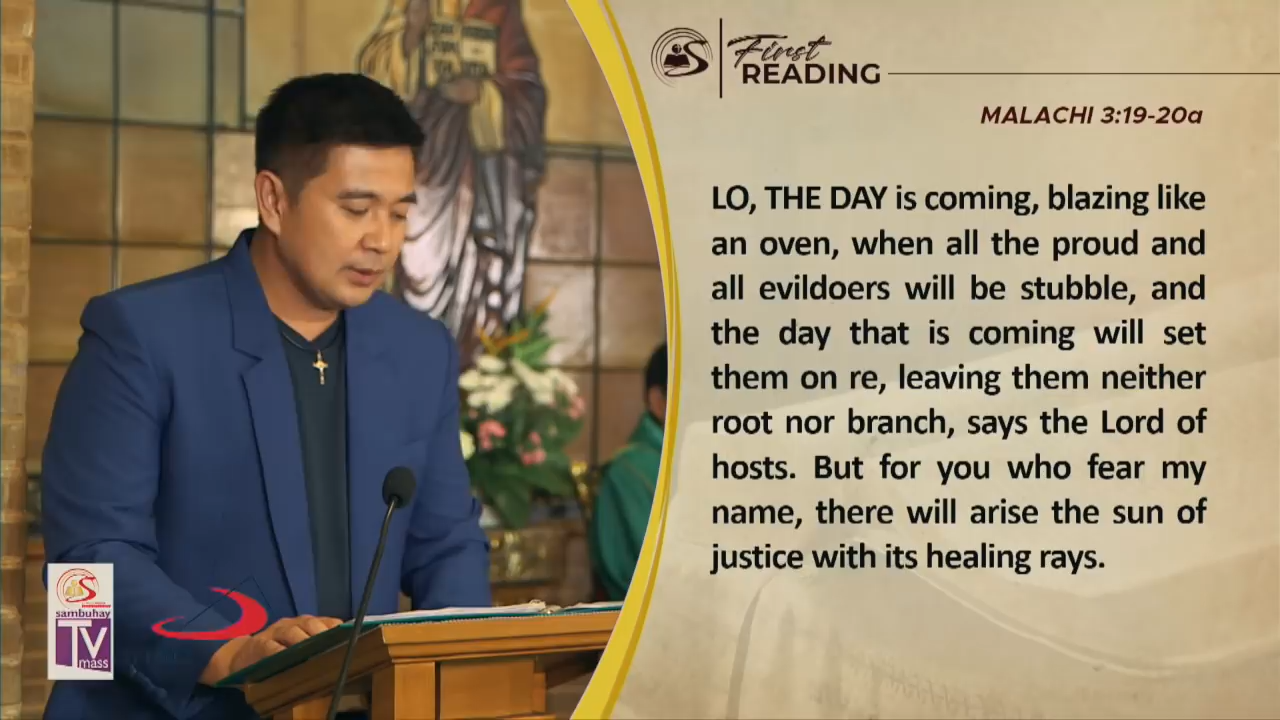 First
READING
MALACHI 3:19-20a
LO, THE DAY is coming, blazing like
an oven, when all the proud and
all evildoers will be stubble, and
the day that is coming will set
them on re, leaving them neither
root nor branch, says the Lord of
hosts. But for you who fear my
name, there will arise the sun of
justice with its healing rays.
sambuhay
TV
mass